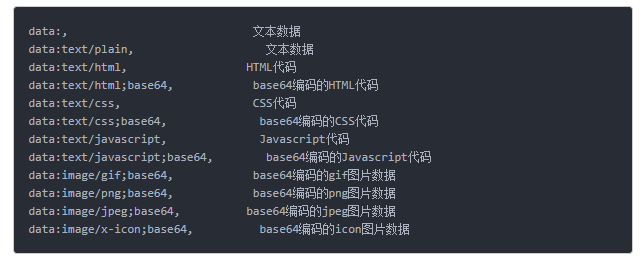 data:, 文本数据
data:text/plain, 文本数据
data:text/html, HTML代码
data:text/html;base64, base64编码的HTML代码
data:text/css, CSS代码
data:text/css;base64, base64编码的CSS代码
data:text/javascript, Javascript代码
data:text/javascript;base64, base64编码的Javascript代码
data:image/gif;base64, base64编码的gif图片数据
data:image/png;base64, base64编码的png图片数据
data:image/jpeg;base64, base64编码的jpeg图片数据
data:image/x-icon;base64, base64编码的icon图片数据